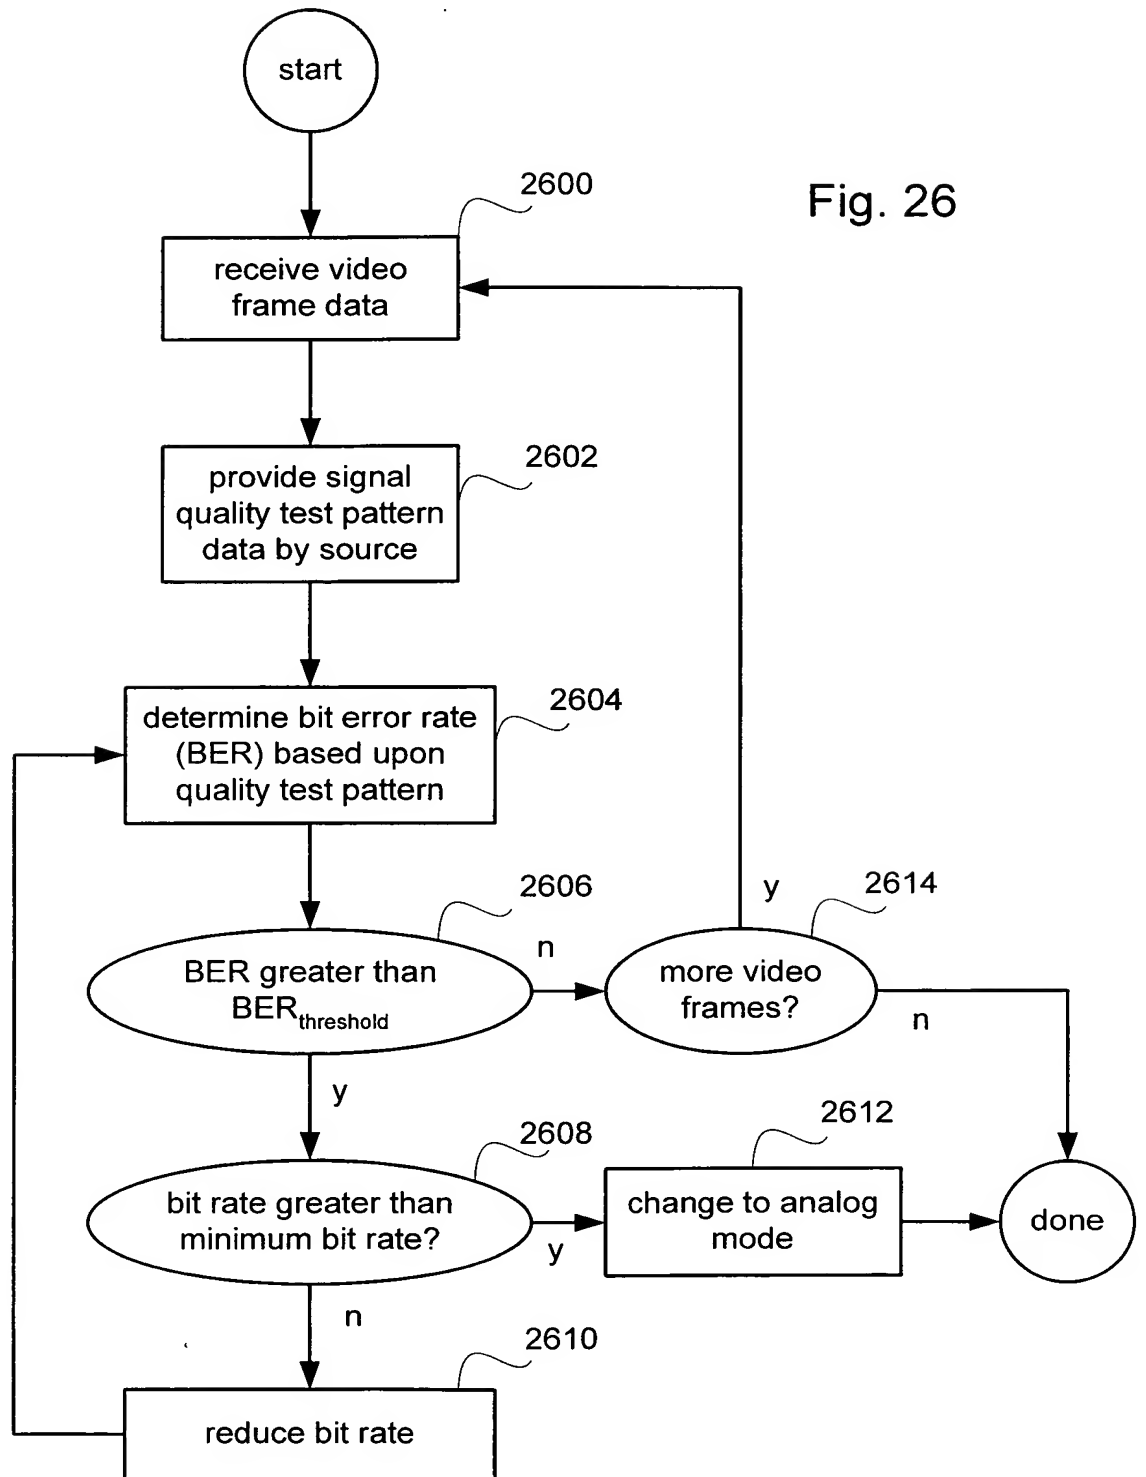 start
2600
Fig. 26
receive video
frame data
2602
provide signal
quality test pattern
data by source
2604
determine bit error rate
(BER) based upon
quality test pattern
2606
2614
y
n
BER greater than
BERthreshold
more video
frames?
n
y
2612
2608
bit rate greater than
minimum bit rate?
y
change to analog
mode
done
n
2610
reduce bit rate